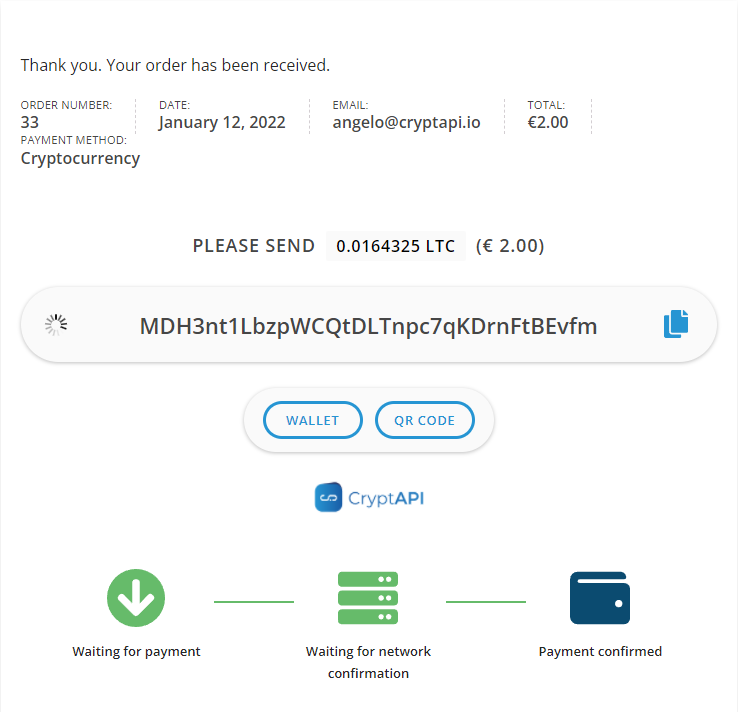 Thank you. Your order has been received.
ORDER NUMBER:
33
DATE:
January 12, 2022
EMAIL:
angelo@cryptapi.io
TOTAL:
€2.00
PAYMENT METHOD:
Cryptocurrency
PLEASE SEND 0.0164325 LTC (€ 2.00)
MDH3nt1LbzpWCQtDLTnpc7qKDrnFtBEvfm
WALLET
QR CODE
CryptAPI
Waiting for payment
Waiting for network
confirmation
Payment confirmed